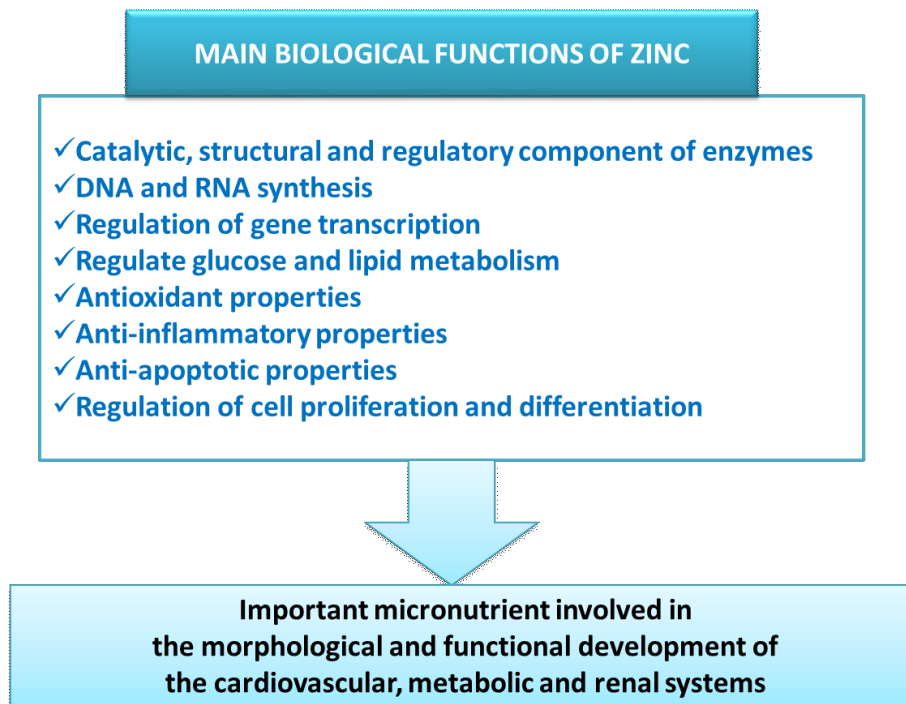 MAIN BIOLOGICAL FUNCTIONS OF ZINC
✓Catalytic, structural and regulatory component of enzymes
✓DNA and RNA synthesis
✓Regulation of gene transcription
✓Regulate glucose and lipid metabolism
✓Antioxidant properties
✓Anti-inflammatory properties
✓Anti-apoptotic properties
✓Regulation of cell proliferation and differentiation
Important micronutrient involved in
the morphological and functional development of
the cardiovascular, metabolic and renal systems